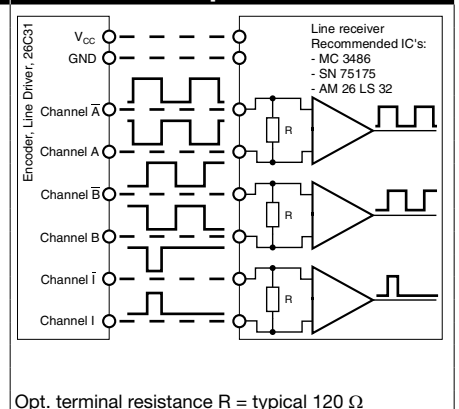 Encoder, Line Driver, 26C31
V_CC
GND
Channel A̅
Channel A
Channel B̅
Channel B
Channel I̅
Channel I
Line receiver
Recommended IC's:
- MC 3486
- SN 75175
- AM 26 LS 32
R
R
R
Opt. terminal resistance R = typical 120 Ω